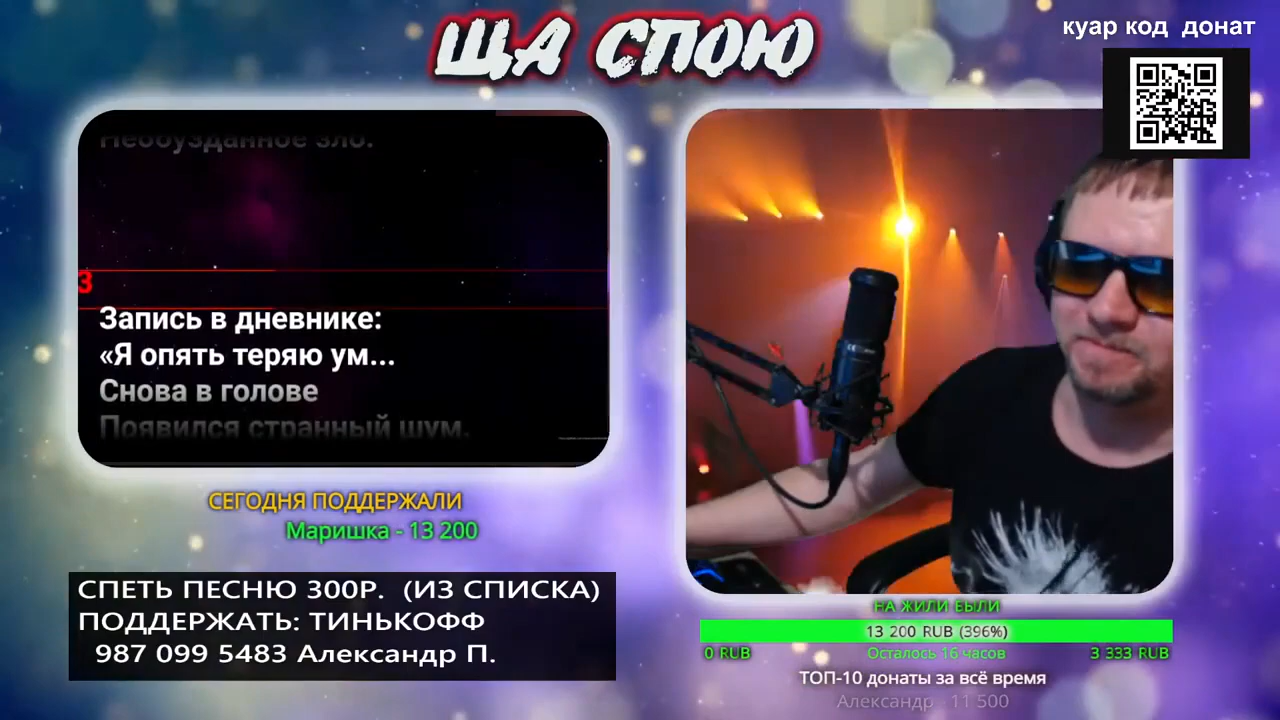 ЩА СПОЮ
куар код донат
Необузданное зло.
3
Запись в дневнике:
«Я опять теряю ум...
Снова в голове
Появился странный шум.
СЕГОДНЯ ПОДДЕРЖАЛИ
Маришка - 13 200
СПЕТЬ ПЕСНЮ 300Р. (ИЗ СПИСКА)
ПОДДЕРЖАТЬ: ТИНЬКОФФ
987 099 5483 Александр П.
НА ЖИЛИ БЫЛИ
13 200 RUB (396%)
0 RUB
Осталось 16 часов
3 333 RUB
ТОП-10 донаты за всё время
Александр - 11 500